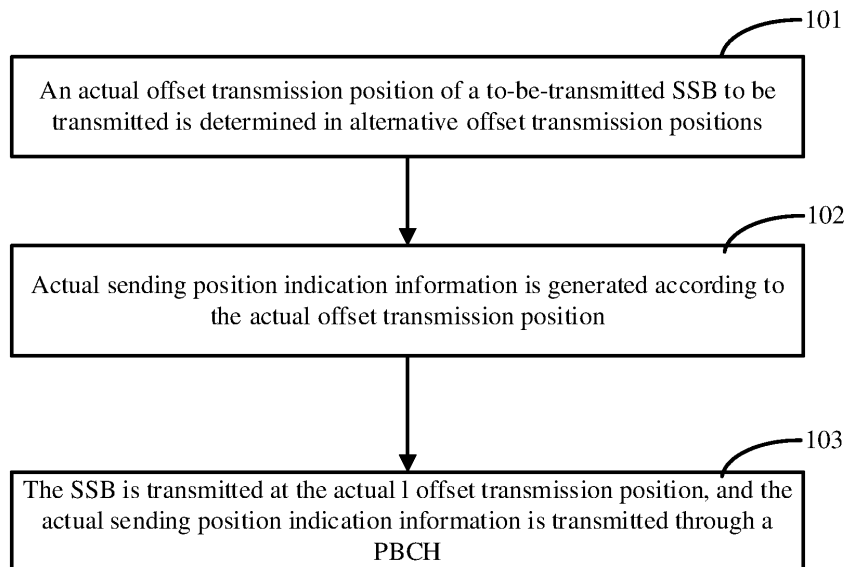 101
An actual offset transmission position of a to-be-transmitted SSB to be
transmitted is determined in alternative offset transmission positions
102
Actual sending position indication information is generated according to
the actual offset transmission position
103
The SSB is transmitted at the actual l offset transmission position, and the
actual sending position indication information is transmitted through a
PBCH